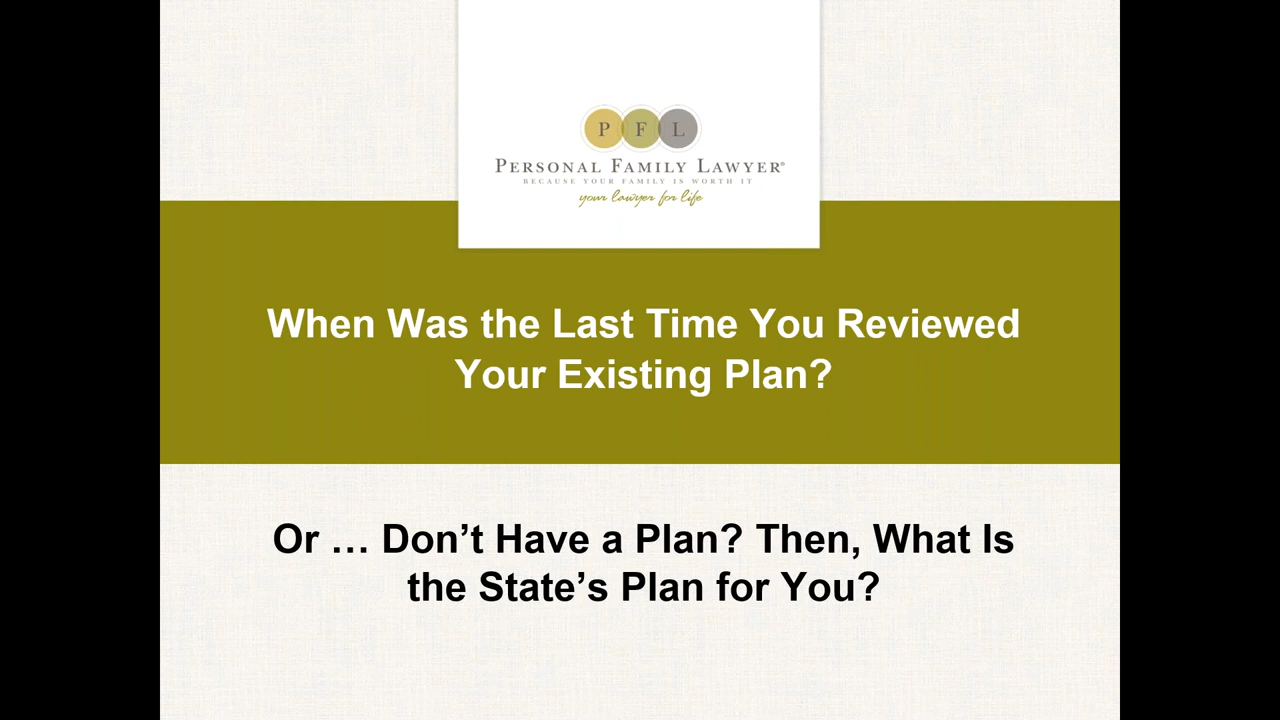 P F L
PERSONAL FAMILY LAWYER®
BECAUSE YOUR FAMILY IS WORTH IT
your lawyer for life
When Was the Last Time You Reviewed
Your Existing Plan?
Or … Don’t Have a Plan? Then, What Is
the State’s Plan for You?